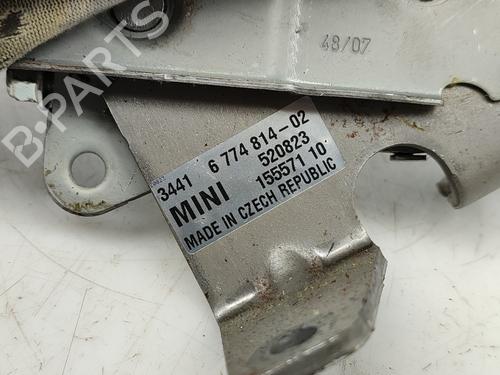 48/07
3441 6 774 814-02
520823
MINI 155571 10
MADE IN CZECH REPUBLIC
B-PARTS